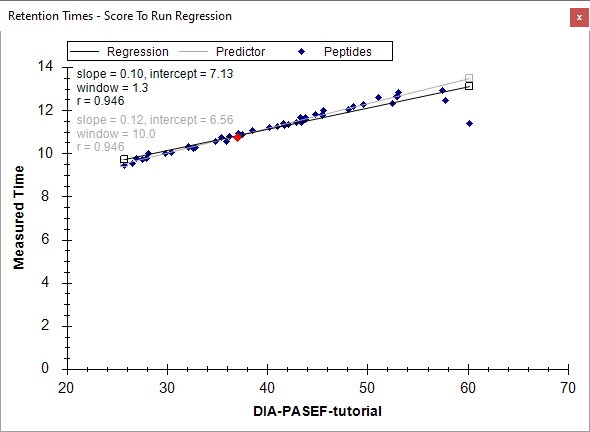 Retention Times - Score To Run Regression
x
Regression Predictor Peptides
slope = 0.10, intercept = 7.13
window = 1.3
r = 0.946
slope = 0.12, intercept = 6.56
window = 10.0
r = 0.946
Measured Time
14
12
10
8
6
4
2
0
20 30 40 50 60 70
DIA-PASEF-tutorial